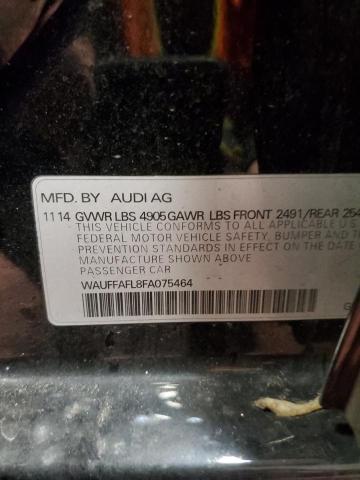 MFD. BY AUDI AG
11 14 GVWR LBS 4905 GAWR LBS FRONT 2491/REAR 254
THIS VEHICLE CONFORMS TO ALL APPLICABLE U.S
FEDERAL MOTOR VEHICLE SAFETY, BUMPER AND T
PREVENTION STANDARDS IN EFFECT ON THE DATE
MANUFACTURE SHOWN ABOVE
PASSENGER CAR
WAUFFAFL8FA075464